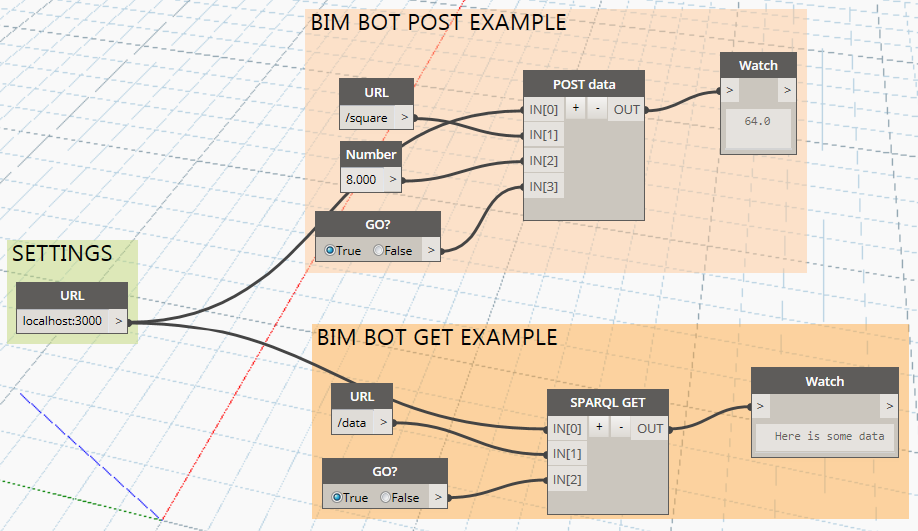 BIM BOT POST EXAMPLE
URL
/square >
Number
8.000 >
GO?
True False >
POST data
IN[0] + - OUT
IN[1]
IN[2]
IN[3]
Watch
> >
64.0
SETTINGS
URL
localhost:3000 >
BIM BOT GET EXAMPLE
URL
/data >
GO?
True False >
SPARQL GET
IN[0] + - OUT
IN[1]
IN[2]
Watch
> >
Here is some data